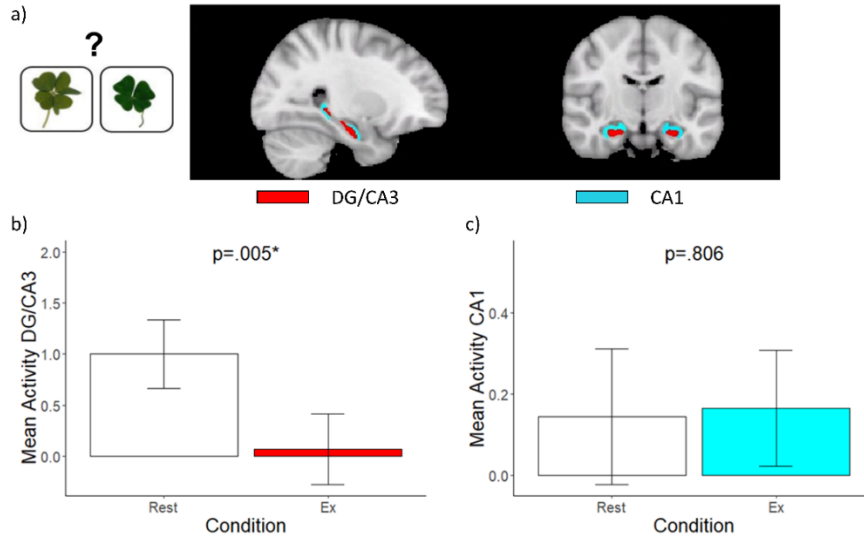 a)
?
DG/CA3
CA1
b)
p=.005*
Mean Activity DG/CA3
2.0
1.5
1.0
0.5
0.0
Rest
Ex
Condition
c)
p=.806
Mean Activity CA1
0.4
0.2
0.0
Rest
Ex
Condition